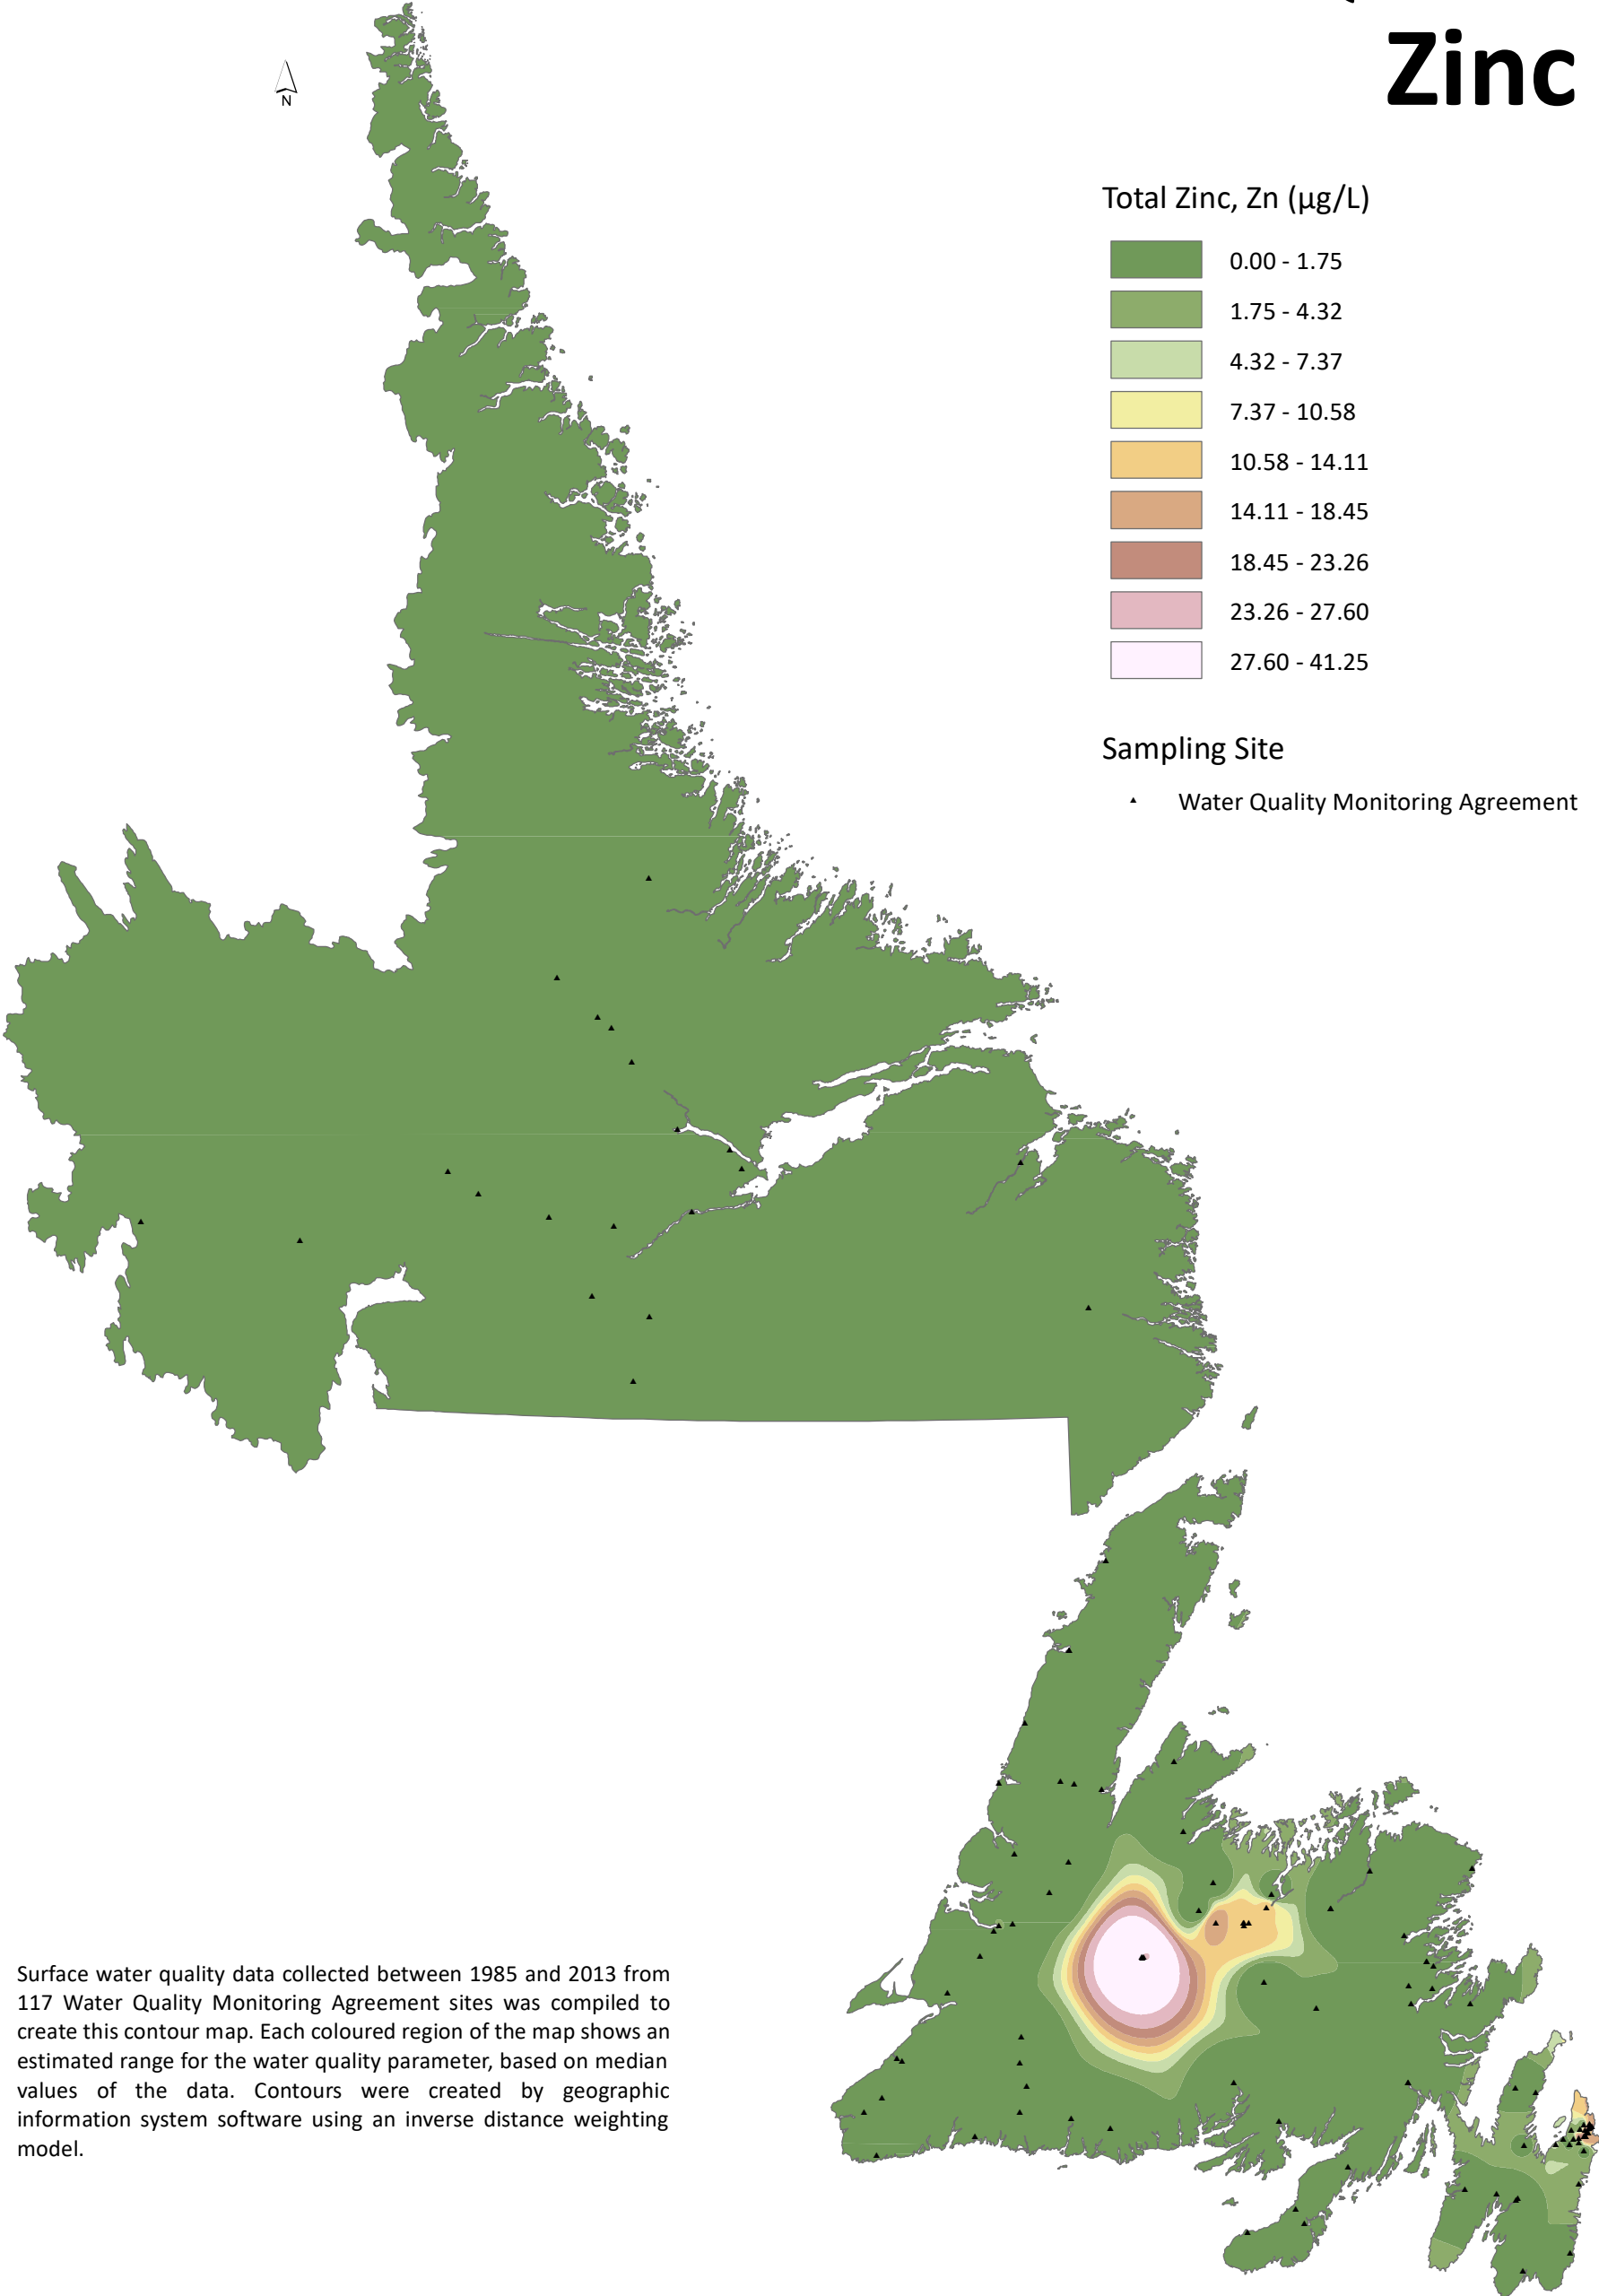 Zinc
N
Total Zinc, Zn (µg/L)
0.00 - 1.75
1.75 - 4.32
4.32 - 7.37
7.37 - 10.58
10.58 - 14.11
14.11 - 18.45
18.45 - 23.26
23.26 - 27.60
27.60 - 41.25
Sampling Site
Water Quality Monitoring Agreement
Surface water quality data collected between 1985 and 2013 from
117 Water Quality Monitoring Agreement sites was compiled to
create this contour map. Each coloured region of the map shows an
estimated range for the water quality parameter, based on median
values of the data. Contours were created by geographic
information system software using an inverse distance weighting
model.